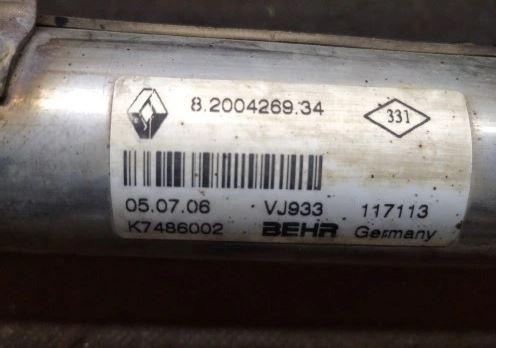 8.2004269.34 331
05.07.06 VJ933 117113
K7486002 BEHR Germany